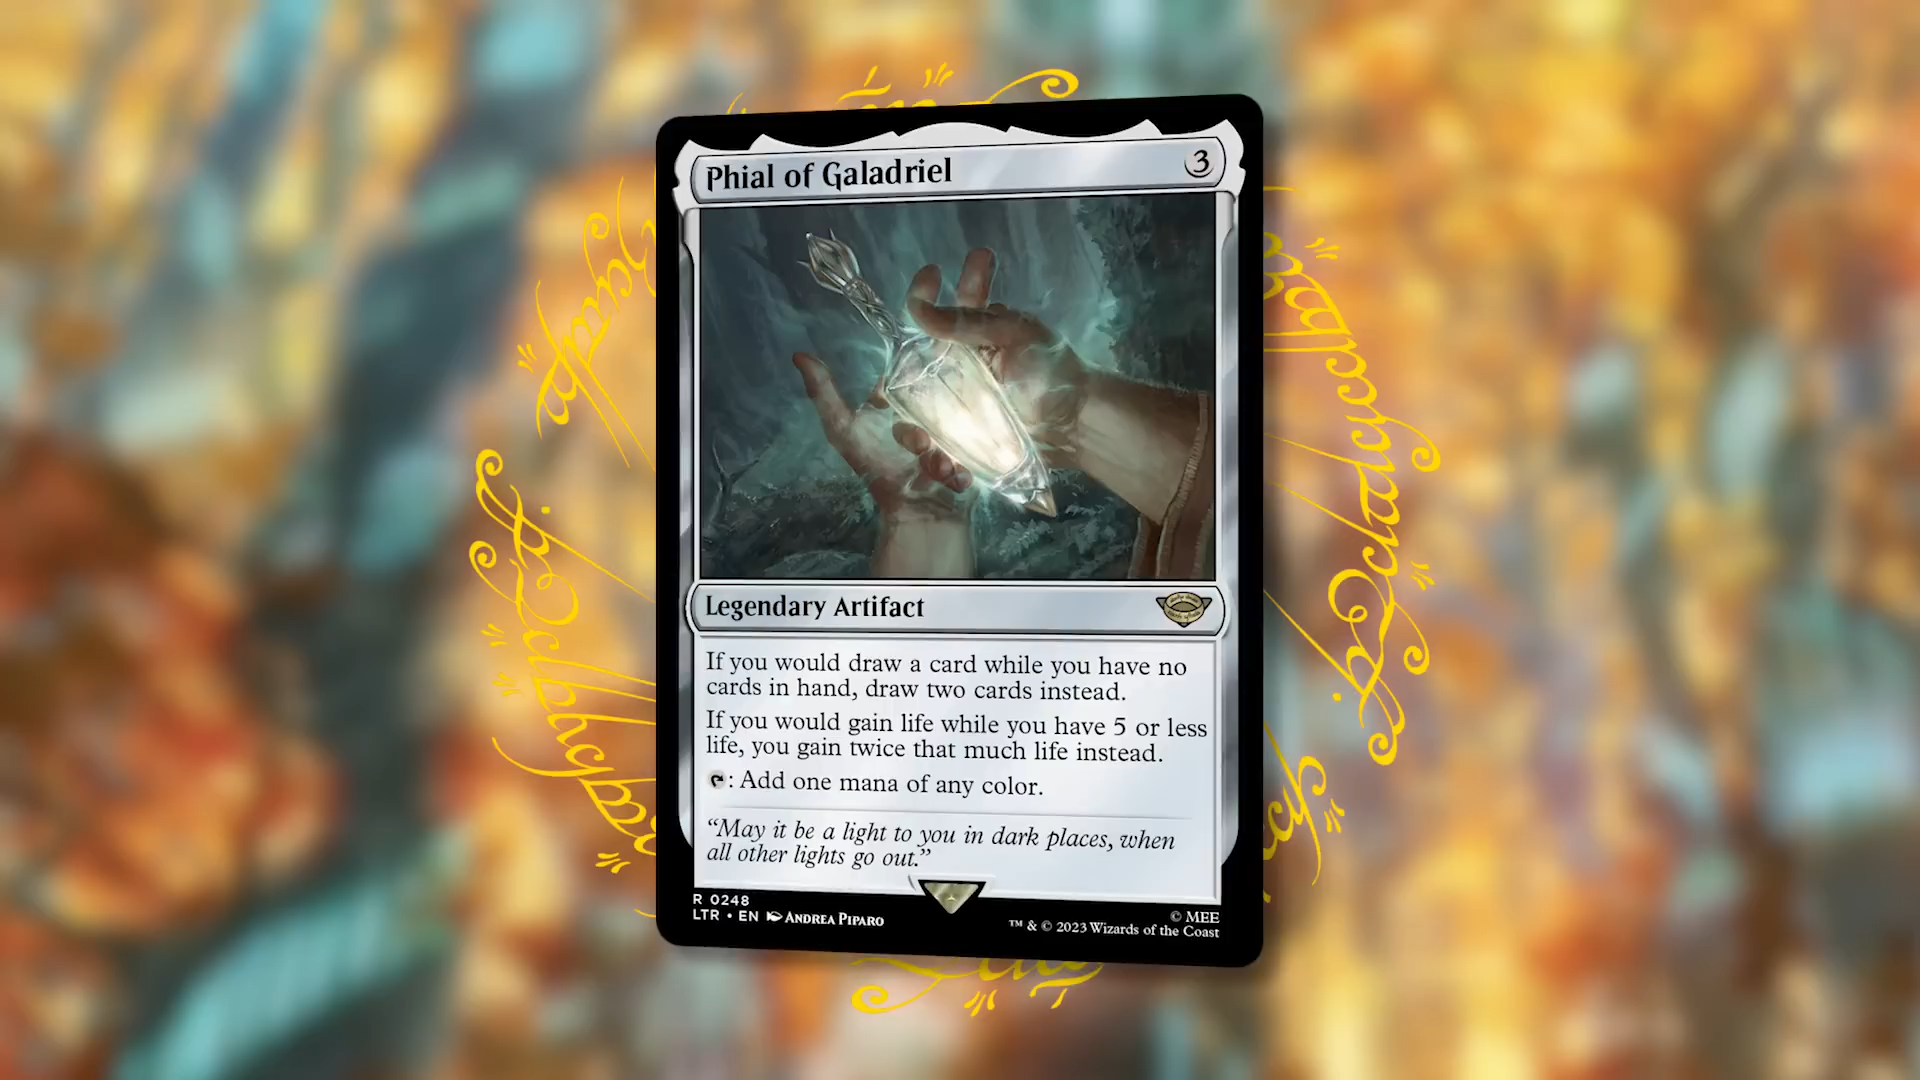 Phial of Galadriel
3
Legendary Artifact
If you would draw a card while you have no
cards in hand, draw two cards instead.
If you would gain life while you have 5 or less
life, you gain twice that much life instead.
: Add one mana of any color.
“May it be a light to you in dark places, when
all other lights go out.”
R 0248
LTR • EN Andrea Piparo
© MEE
™ & © 2023 Wizards of the Coast